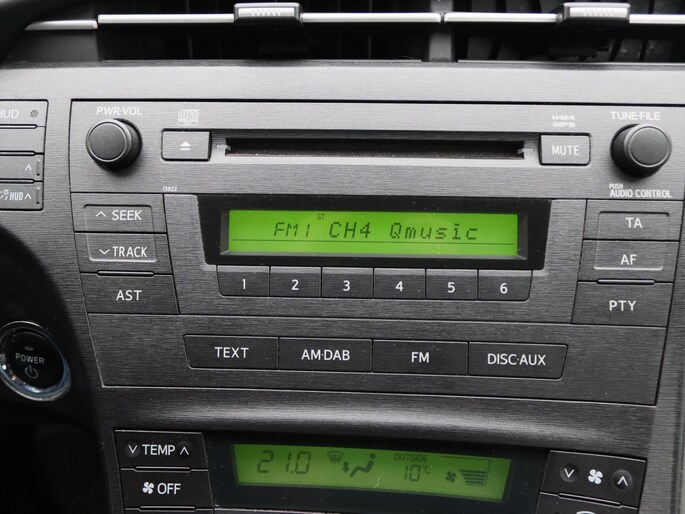 HUD
PWR·VOL
TUNE·FILE
MUTE
PUSH
AUDIO CONTROL
13822
HUD ∧
∧ SEEK
∨ TRACK
AST
ST
FM1 CH4 Qmusic
1 2 3 4 5 6
TA
AF
PTY
TEXT AM·DAB FM DISC·AUX
POWER
∨ TEMP ∧
OFF
21.0
OUTSIDE
10°C